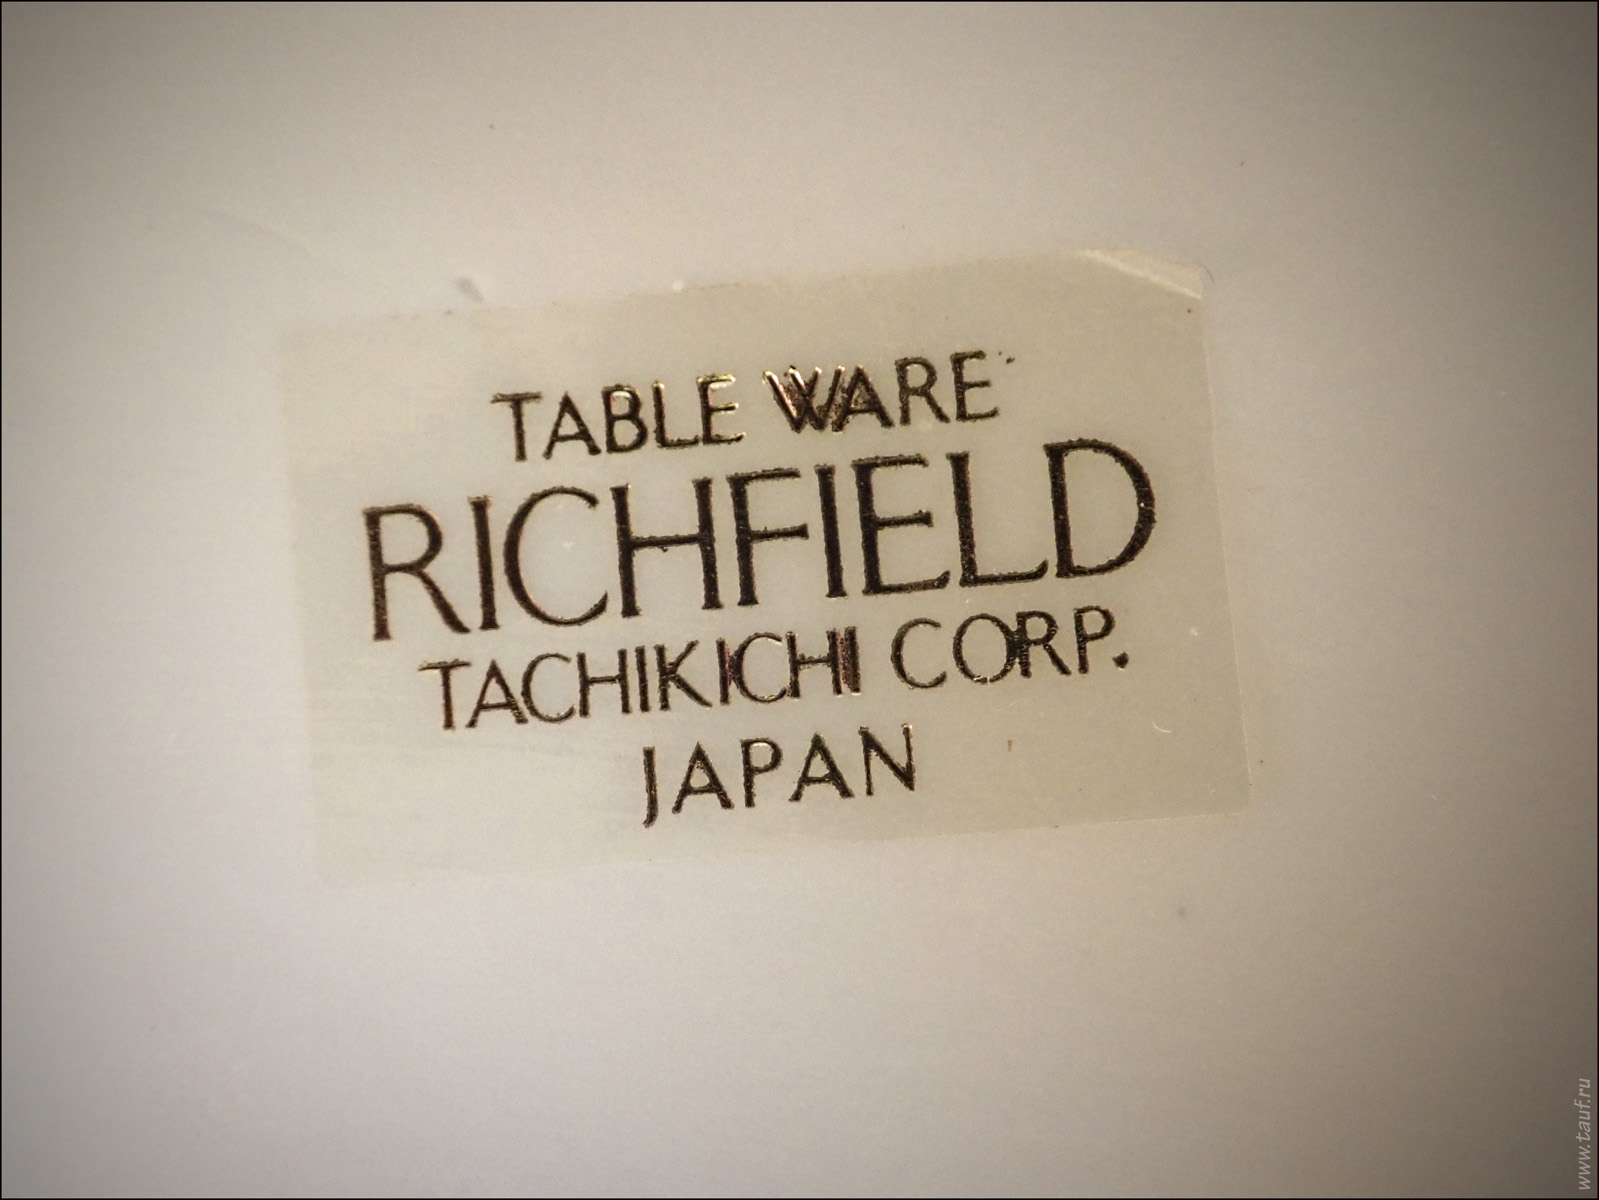 TABLE WARE
RICHFIELD
TACHIKICHI CORP.
JAPAN
www.tauf.ru